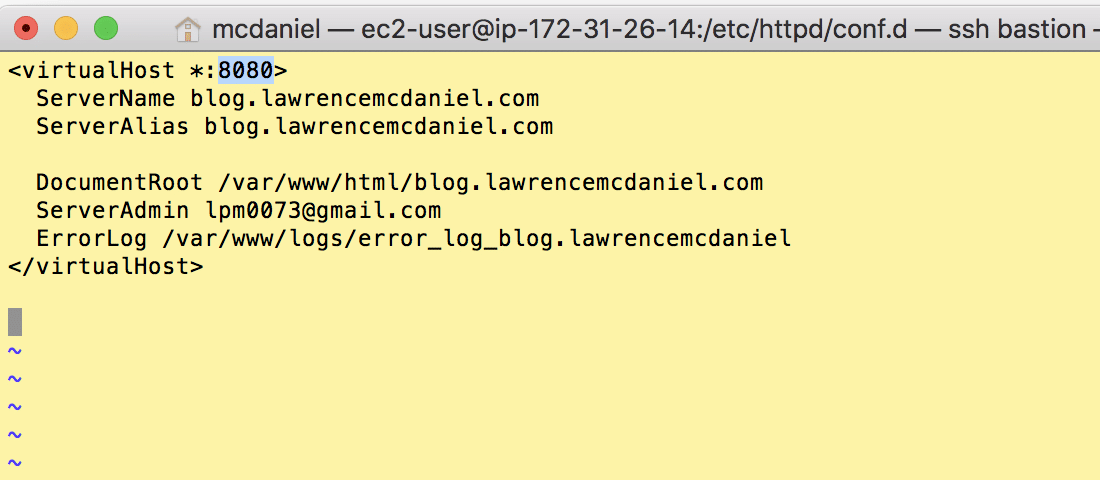 mcdaniel — ec2-user@ip-172-31-26-14:/etc/httpd/conf.d — ssh bastion -
<virtualHost *:8080>
  ServerName blog.lawrencemcdaniel.com
  ServerAlias blog.lawrencemcdaniel.com

  DocumentRoot /var/www/html/blog.lawrencemcdaniel.com
  ServerAdmin lpm0073@gmail.com
  ErrorLog /var/www/logs/error_log_blog.lawrencemcdaniel
</virtualHost>

~
~
~
~
~